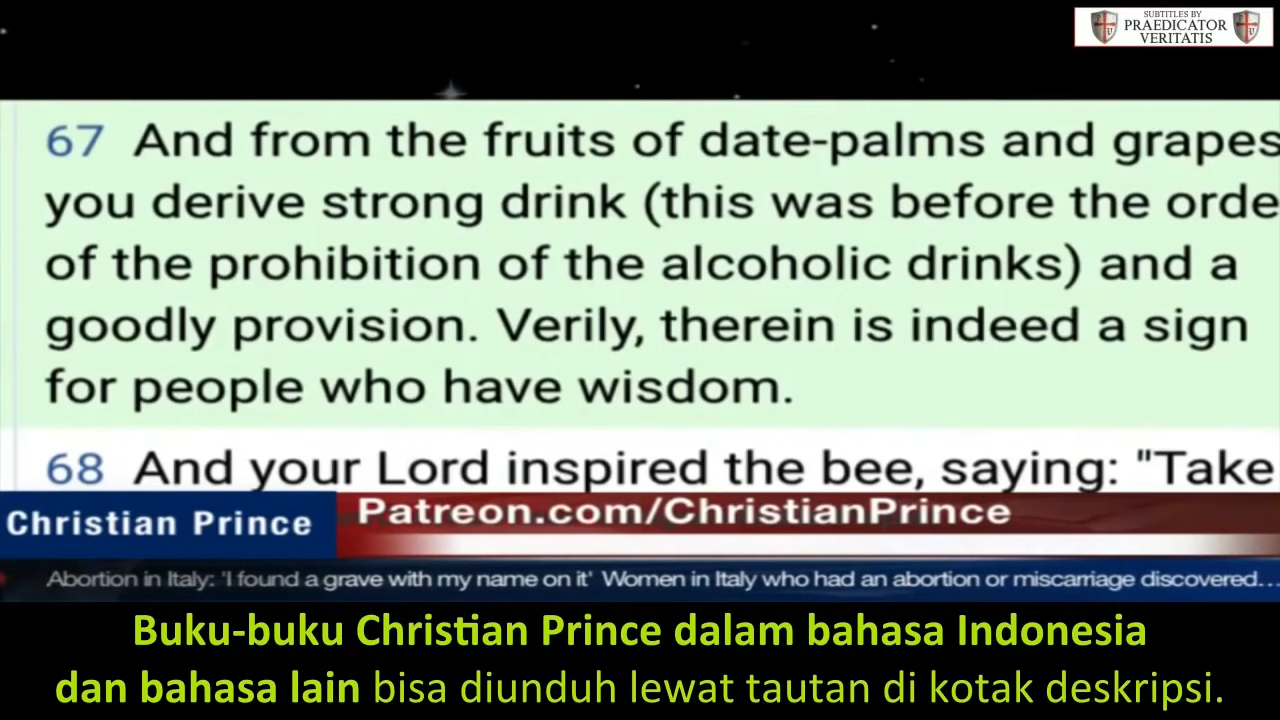 SUBTITLES BY
PRAEDICATOR
VERITATIS
67 And from the fruits of date-palms and grapes
you derive strong drink (this was before the orde
of the prohibition of the alcoholic drinks) and a
goodly provision. Verily, therein is indeed a sign
for people who have wisdom.
68 And your Lord inspired the bee, saying: "Take
Christian Prince
Patreon.com/ChristianPrince
Abortion in Italy: 'I found a grave with my name on it' Women in Italy who had an abortion or miscarriage discovered...
Buku-buku Christian Prince dalam bahasa Indonesia
dan bahasa lain bisa diunduh lewat tautan di kotak deskripsi.